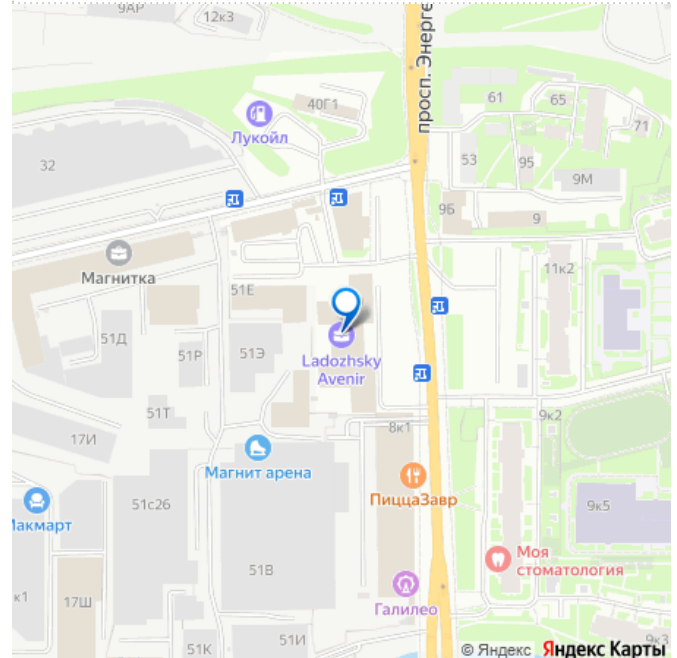 9АР
12к3
просп. Энерге
40Г1
Лукойл
61
65
71
32
53
95
9М
9Б
9
Магнитка
51Е
11к2
51Д
51Р
51Э
Ladozhsky
Avenir
51Т
8к1
9к2
17И
Магнит арена
ПиццаЗавр
Макмарт
51с26
9к5
Моя
стоматология
51В
к1
17Ш
Галилео
51К
51И
9к3
© Яндекс Яндекс Карты